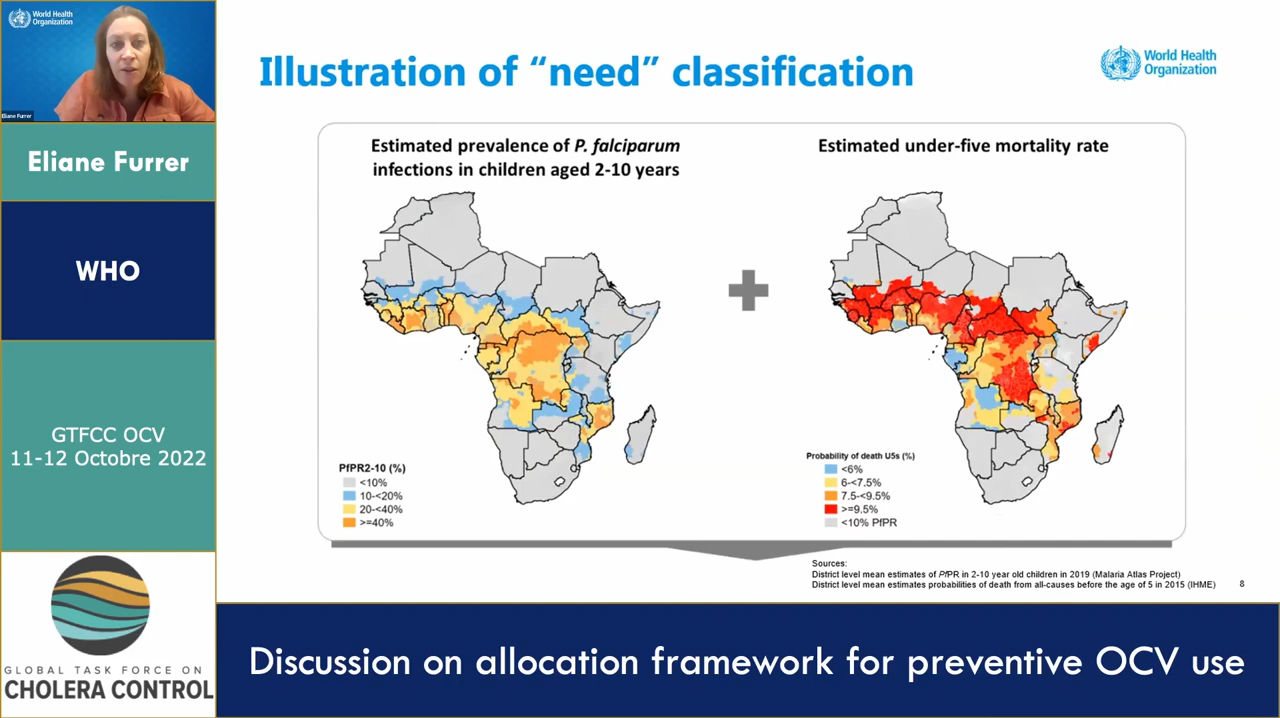 World Health
Organization
Eliane Furrer
Eliane Furrer
WHO
GTFCC OCV
11-12 Octobre 2022
GLOBAL TASK FORCE ON
CHOLERA CONTROL
Illustration of “need” classification
World Health
Organization
Estimated prevalence of P. falciparum
infections in children aged 2-10 years
PfPR2-10 (%)
<10%
10-<20%
20-<40%
>=40%
Estimated under-five mortality rate
Probability of death U5s (%)
<6%
6-<7.5%
7.5-<9.5%
>=9.5%
<10% PfPR
Sources:
District level mean estimates of PfPR in 2-10 year old children in 2019 (Malaria Atlas Project)
District level mean estimates probabilities of death from all-causes before the age of 5 in 2015 (IHME)
8
Discussion on allocation framework for preventive OCV use